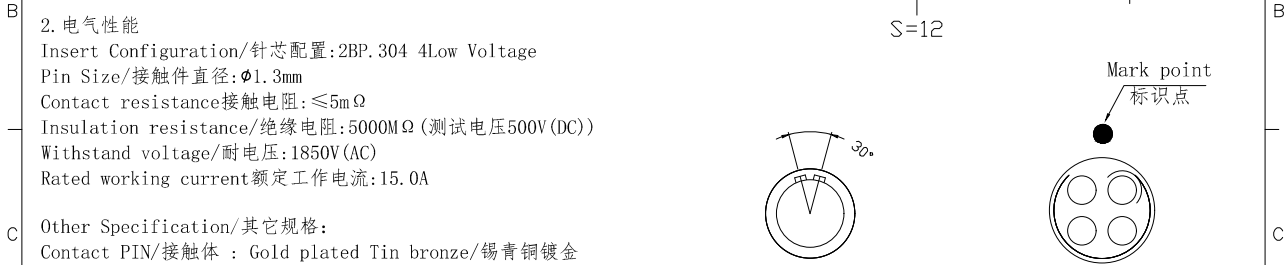 B
B
2.电气性能
Insert Configuration/针芯配置:2BP.304 4Low Voltage
Pin Size/接触件直径:Φ1.3mm
Contact resistance接触电阻:≤5mΩ
Insulation resistance/绝缘电阻:5000MΩ(测试电压500V(DC))
Withstand voltage/耐电压:1850V(AC)
Rated working current额定工作电流:15.0A
Other Specification/其它规格:
Contact PIN/接触体 : Gold plated Tin bronze/锡青铜镀金
S=12
30°
Mark point
标识点
C
C